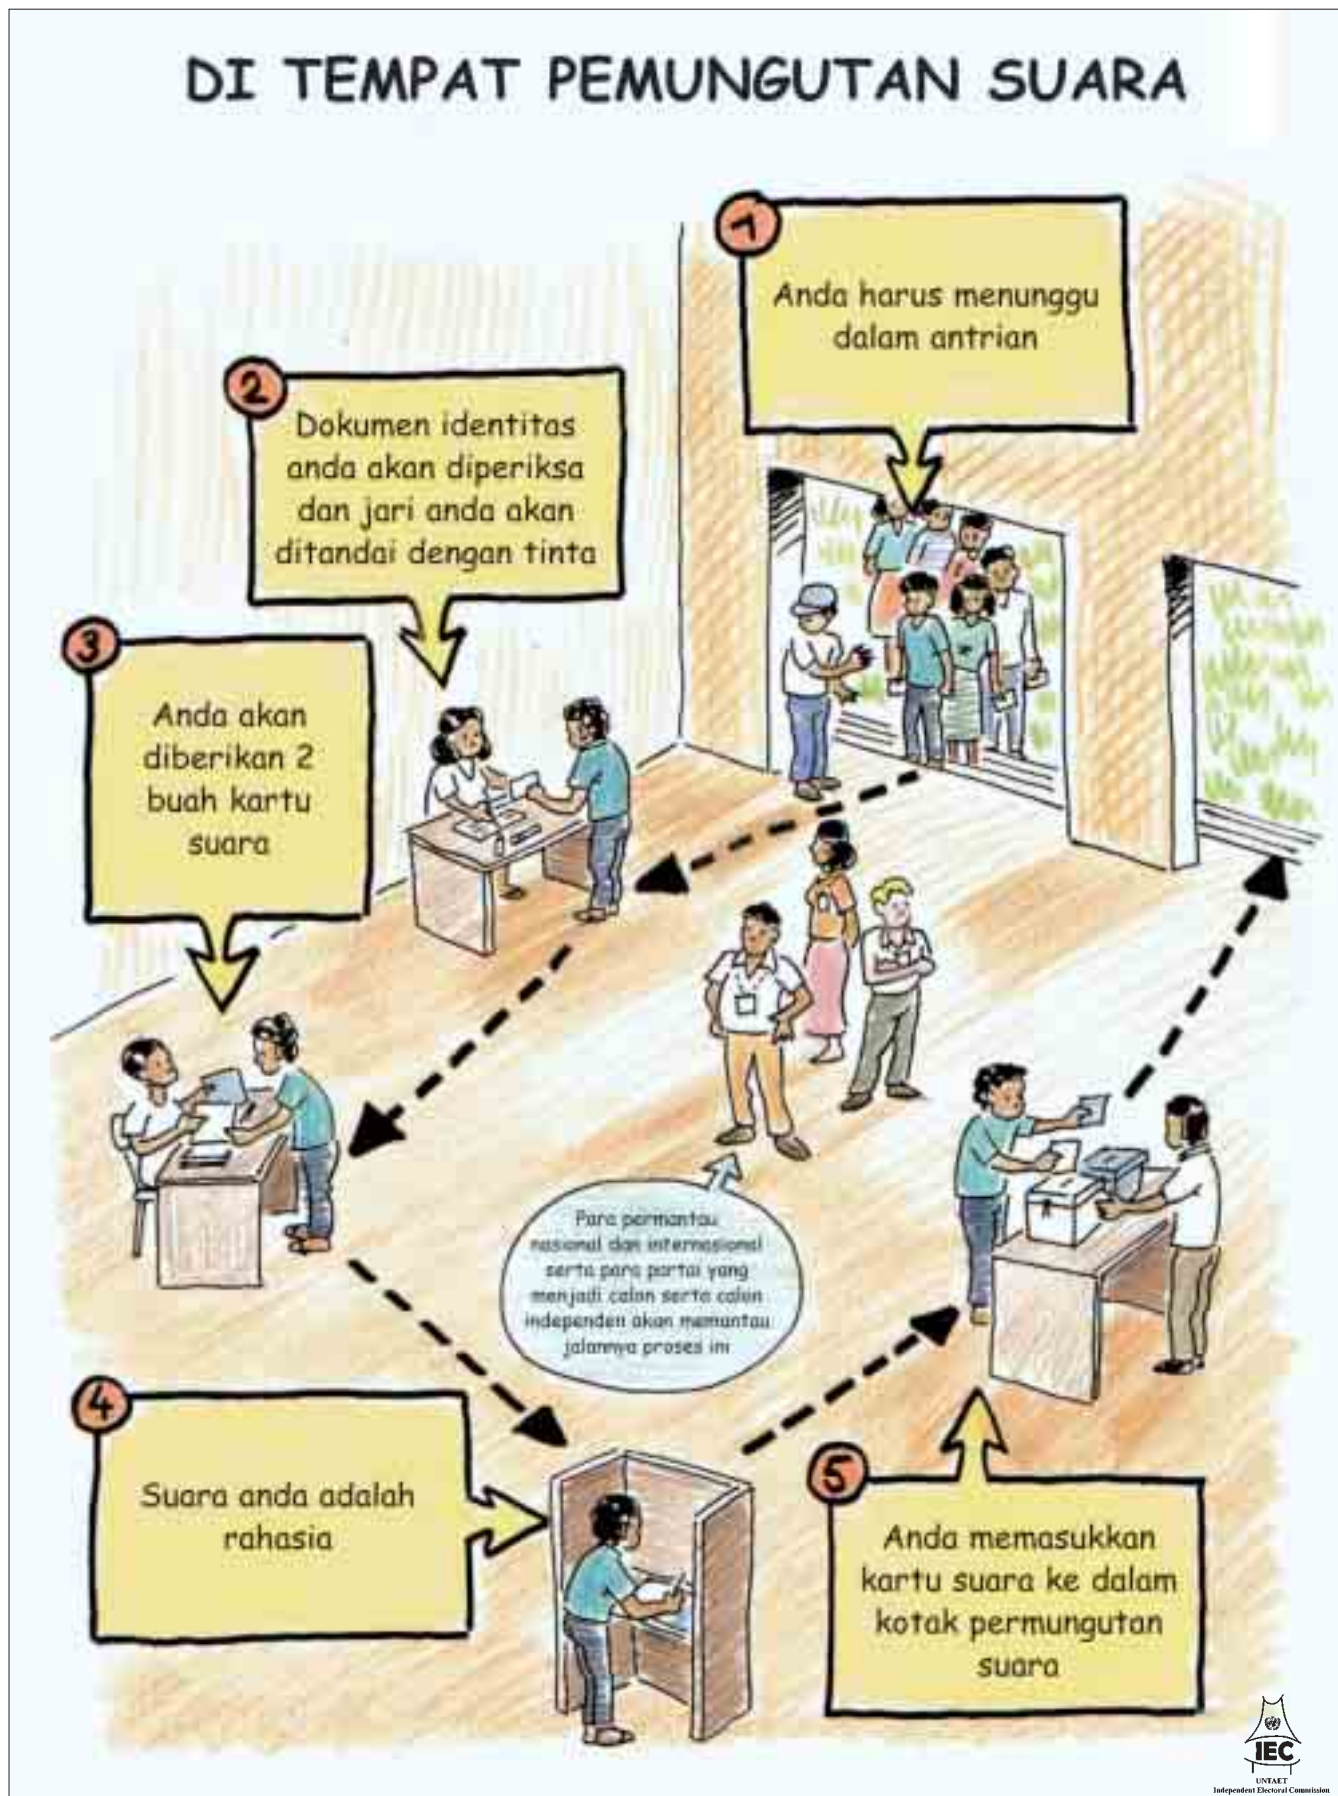 DI TEMPAT PEMUNGUTAN SUARA
1
Anda harus menunggu
dalam antrian
2
Dokumen identitas
anda akan diperiksa
dan jari anda akan
ditandai dengan tinta
3
Anda akan
diberikan 2
buah kartu
suara
Para permantau
nasional dan internasional
serta para partai yang
menjadi calon serta calon
independen akan memantau
jalannya proses ini
4
Suara anda adalah
rahasia
5
Anda memasukkan
kartu suara ke dalam
kotak permungutan
suara
IEC
UNTAET
Independent Electoral Commission